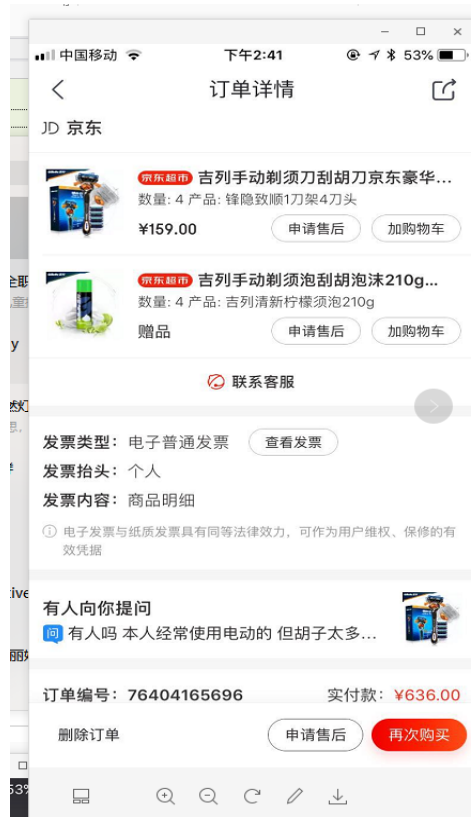 中国移动 下午2:41 53%
订单详情
JD 京东
京东超市 吉列手动剃须刀刮胡刀京东豪华...
数量: 4 产品: 锋隐致顺1刀架4刀头
¥159.00 申请售后 加购物车
京东超市 吉列手动剃须泡刮胡泡沫210g...
数量: 4 产品: 吉列清新柠檬须泡210g
赠品 申请售后 加购物车
联系客服
发票类型: 电子普通发票 查看发票
发票抬头: 个人
发票内容: 商品明细
电子发票与纸质发票具有同等法律效力，可作为用户维权、保修的有
效凭据
有人向你提问
问 有人吗 本人经常使用电动的 但胡子太多...
订单编号: 76404165696 实付款: ¥636.00
删除订单 申请售后 再次购买